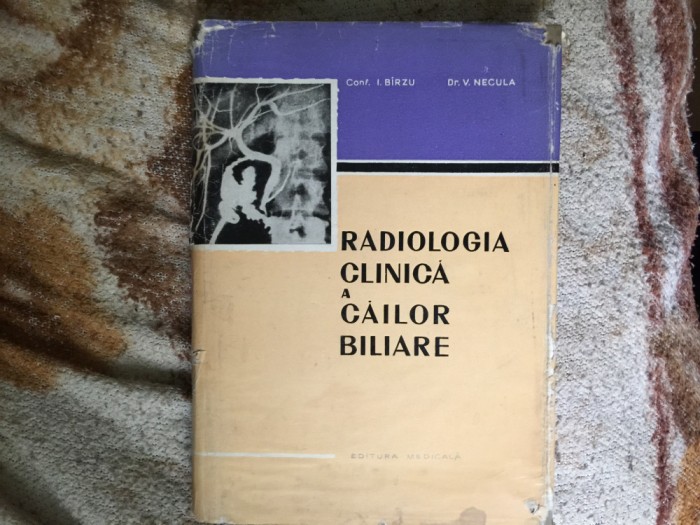 Conf. I. BÎRZU Dr. V. NECULA
RADIOLOGIA
CLINICĂ
A
CĂILOR
BILIARE
EDITURA MEDICALĂ